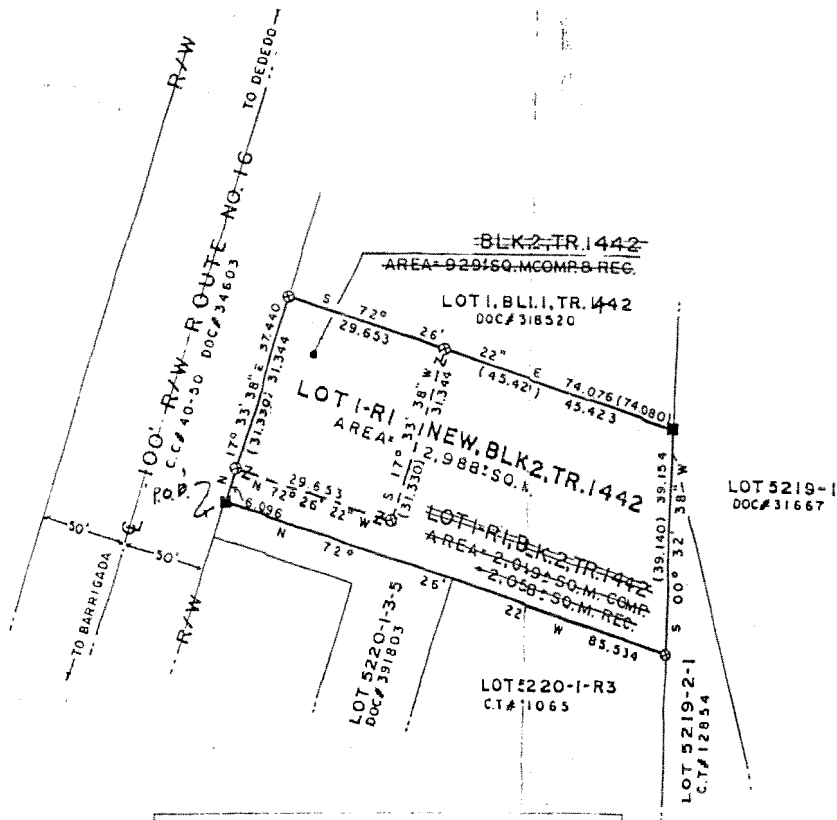 R/W
TO DEDEDO
100' R/W ROUTE NO. 16
C.C.# 40-50 DOC# 34603
BLK.2, TR.1442
AREA= 929± SQ. M COMP. & REC.
LOT 1, BLI.1, TR. 1442
DOC.# 318520
S 72° 26' 22" E 74.076 (74.080)
29.653
(45.421)
45.423
N 17° 33' 38" E 37.440
(31.330) 31.344
S 17° 33' 38" W
(31.330) 31.344
LOT 1-R1 NEW, BLK2, TR.1442
AREA= 2,988± SQ.
29.653
N 72° 26' 22" W
P.O.B.
6.096
LOT 1-R1, BLK.2, TR.1442
AREA= 2,019± SQ. M. COMP.
2,058± SQ. M. REC.
(39.140) 39.154
S 00° 32' 38" W
LOT 5219-1
DOC# 31667
50'
50'
TO BARRIGADA
R/W
N 72° 26' 22" W 85.534
LOT 5220-1-3-5
DOC# 391803
LOT 5220-1-R3
C.T.# 1065
LOT 5219-2-1
C.T.# 12854